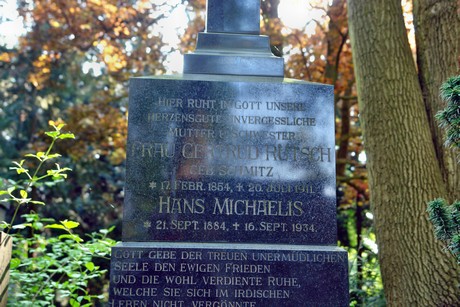 HIER RUHT IN GOTT UNSERE
HERZENSGUTE UNVERGESSLICHE
MUTTER U. SCHWESTER
FRAU GERTRUD RUTSCH
GEB. SCHMITZ
* 17. FEBR. 1854, + 20. JULI 1911
HANS MICHAELIS
* 21. SEPT. 1884, + 16. SEPT. 1934.
GOTT GEBE DER TREUEN UNERMÜDLICHEN
SEELE DEN EWIGEN FRIEDEN
UND DIE WOHL VERDIENTE RUHE,
WELCHE SIE SICH IM IRDISCHEN
LEBEN NICHT VERGÖNNTE.